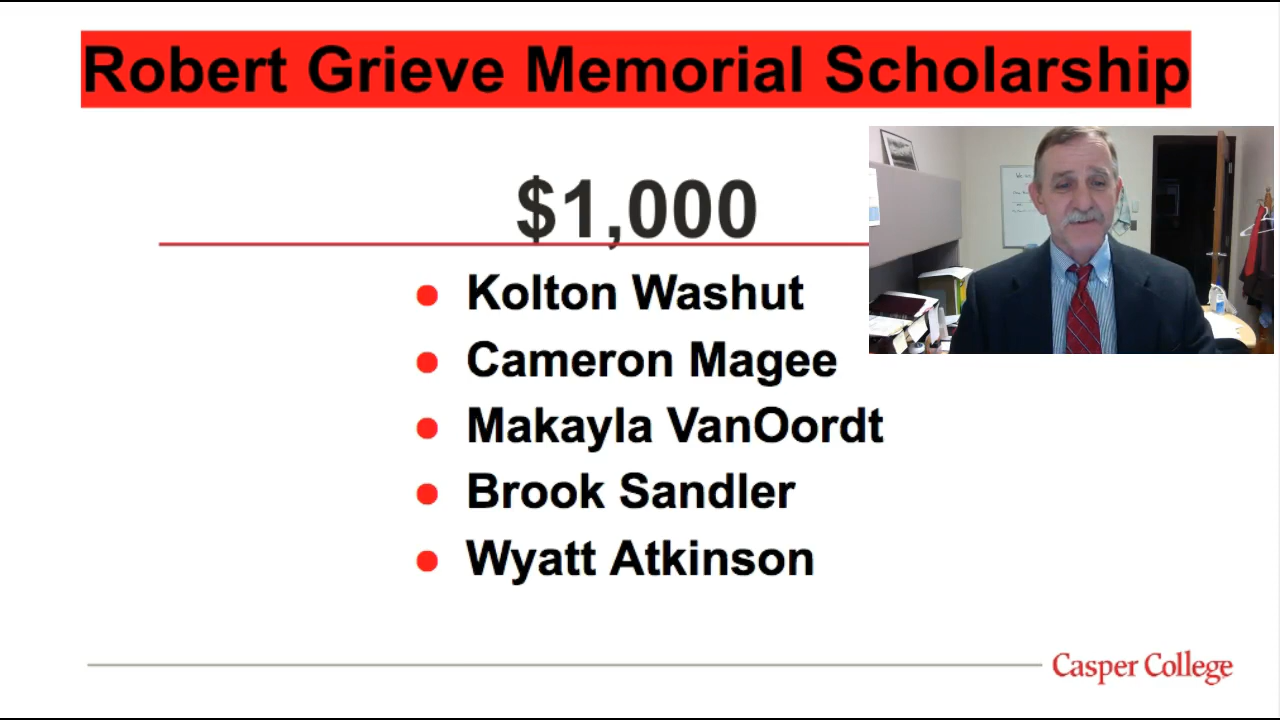 Robert Grieve Memorial Scholarship
$1,000
Kolton Washut
Cameron Magee
Makayla VanOordt
Brook Sandler
Wyatt Atkinson
Casper College